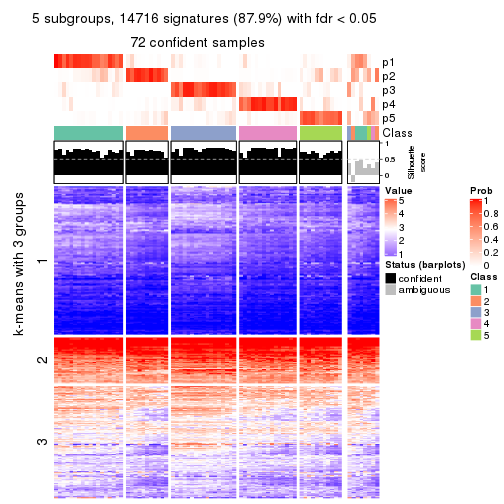 5 subgroups, 14716 signatures (87.9%) with fdr < 0.05
72 confident samples
p1
p2
p3
p4
p5
Class
1
0.5
0
Silhouette
score
k-means with 3 groups
1
2
3
Value
5
4
3
2
1
Status (barplots)
confident
ambiguous
Prob
1
0.8
0.6
0.4
0.2
0
Class
1
2
3
4
5